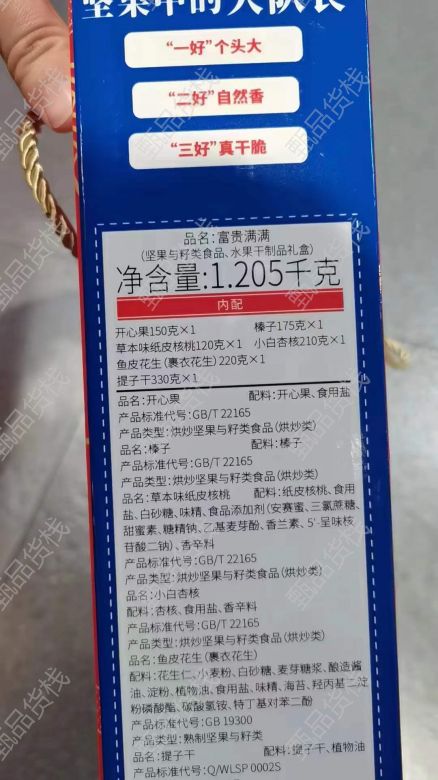 坚果中的大队长
“一好”个头大
“二好”自然香
“三好”真干脆
品名:富贵满满
(坚果与籽类食品、水果干制品礼盒)
净含量:1.205千克
内配
开心果150克×1 榛子175克×1
草本味纸皮核桃120克×1 小白杏核210克×1
鱼皮花生(裹衣花生)220克×1
提子干330克×1
品名:开心果 配料:开心果、食用盐
产品标准代号:GB/T 22165
产品类型:烘炒坚果与籽类食品(烘炒类)
品名:榛子 配料:榛子
产品标准代号:GB/T 22165
产品类型:烘炒坚果与籽类食品(烘炒类)
品名:草本味纸皮核桃 配料:纸皮核桃、食用
盐、白砂糖、味精、食品添加剂(安赛蜜、三氯蔗糖、
甜蜜素、糖精钠、乙基麦芽酚、香兰素、5'-呈味核
苷酸二钠)、香辛料
产品标准代号:GB/T 22165
产品类型:烘炒坚果与籽类食品(烘炒类)
品名:小白杏核
配料:杏核、食用盐、香辛料
产品标准代号:GB/T 22165
产品类型:烘炒坚果与籽类食品(烘炒类)
品名:鱼皮花生(裹衣花生)
配料:花生仁、小麦粉、白砂糖、麦芽糖浆、酿造酱
油、淀粉、植物油、食用盐、味精、海苔、羟丙基二淀
粉磷酸酯、碳酸氢铵、特丁基对苯二酚
产品标准代号:GB 19300
产品类型:熟制坚果与籽类
品名:提子干 配料:提子干、植物油
产品标准代号:Q/WLSP 0002S
甄品货栈